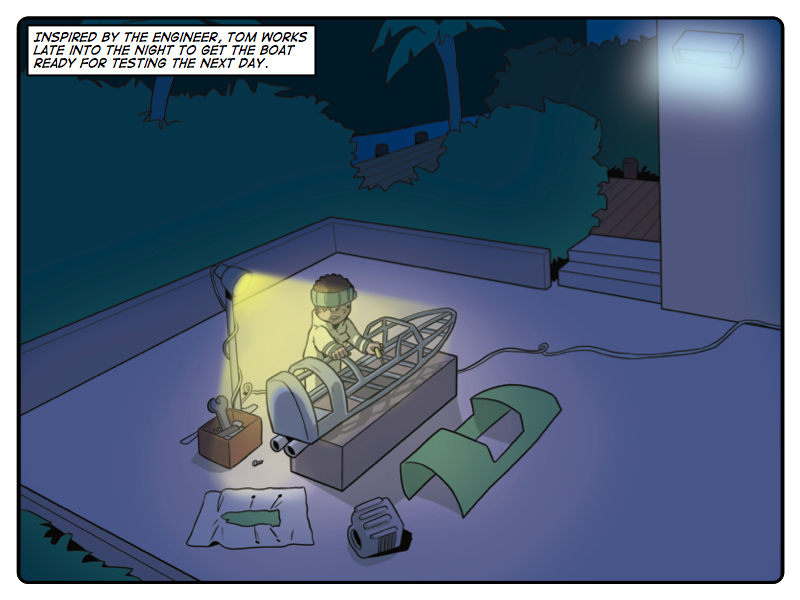 INSPIRED BY THE ENGINEER, TOM WORKS
LATE INTO THE NIGHT TO GET THE BOAT
READY FOR TESTING THE NEXT DAY.